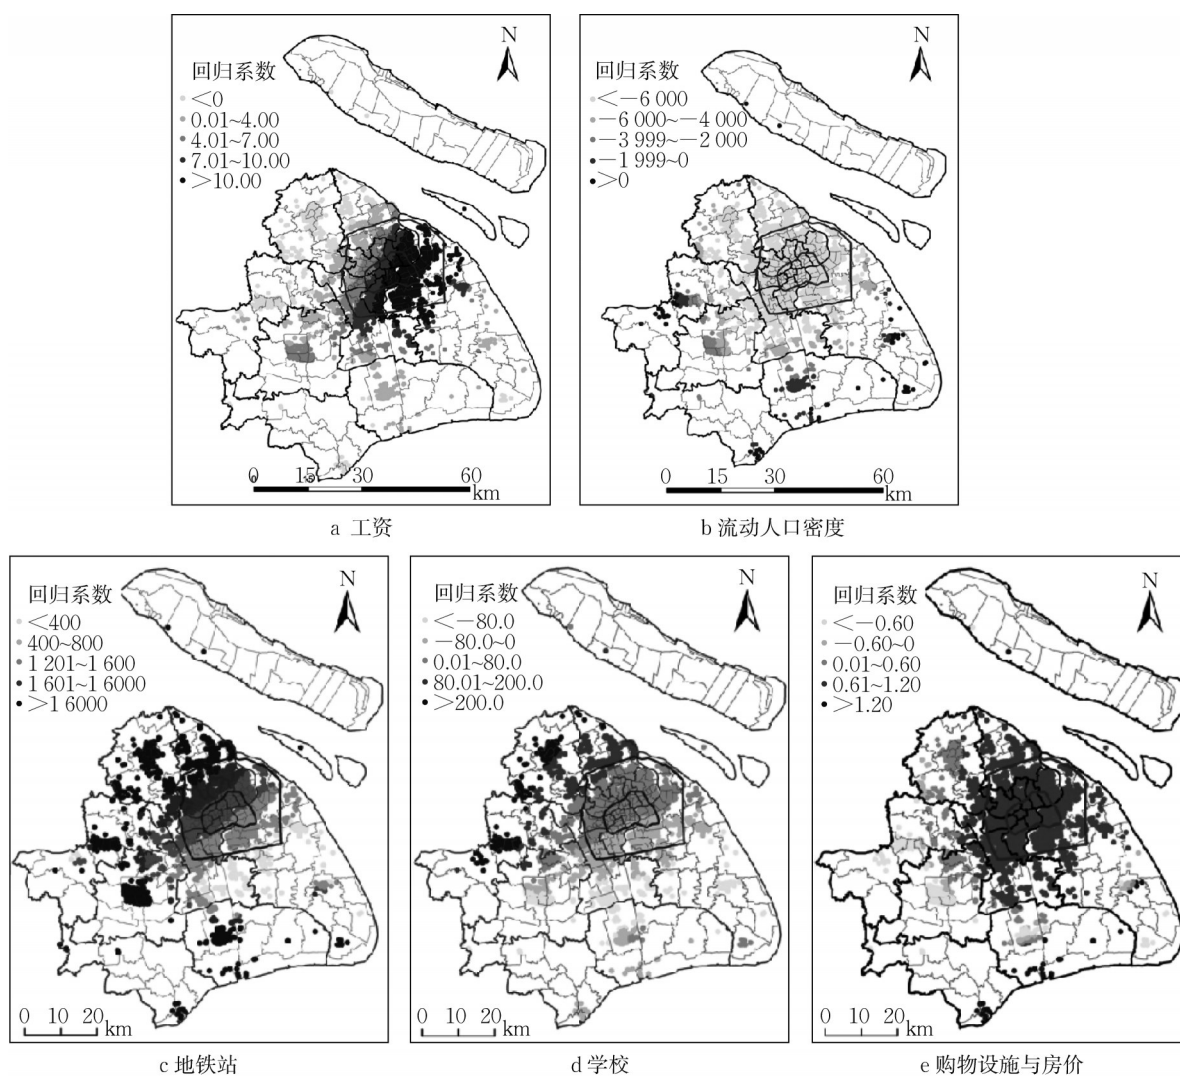 N
回归系数
<0
0.01~4.00
4.01~7.00
7.01~10.00
>10.00
0 15 30 60
km
a 工资
N
回归系数
<-6 000
-6 000~-4 000
-3 999~-2 000
-1 999~0
>0
0 15 30 60
km
b 流动人口密度
N
回归系数
<400
400~800
1 201~1 600
1 601~1 6000
>1 6000
0 10 20
km
c 地铁站
N
回归系数
<-80.0
-80.0~0
0.01~80.0
80.01~200.0
>200.0
0 10 20
km
d 学校
N
回归系数
<-0.60
-0.60~0
0.01~0.60
0.61~1.20
>1.20
0 10 20
km
e 购物设施与房价